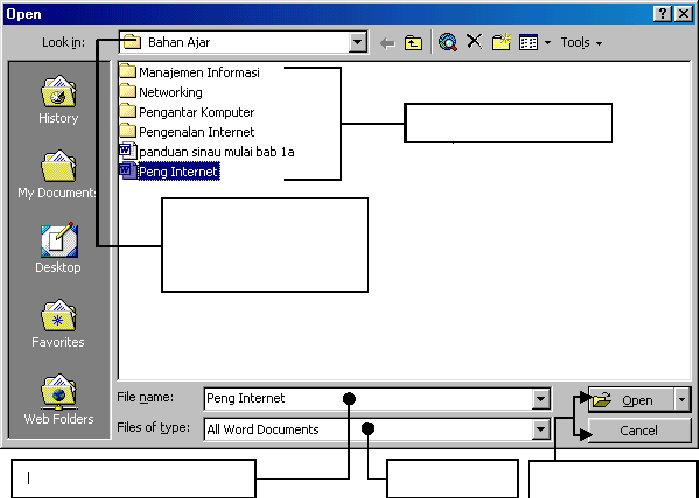 Open
Look in: Bahan Ajar Tools
Manajemen Informasi
Networking
Pengantar Komputer
Pengenalan Internet
panduan sinau mulai bab 1a
Peng Internet
History
My Documents
Desktop
Favorites
Web Folders
File name: Peng Internet Open
Files of type: All Word Documents Cancel